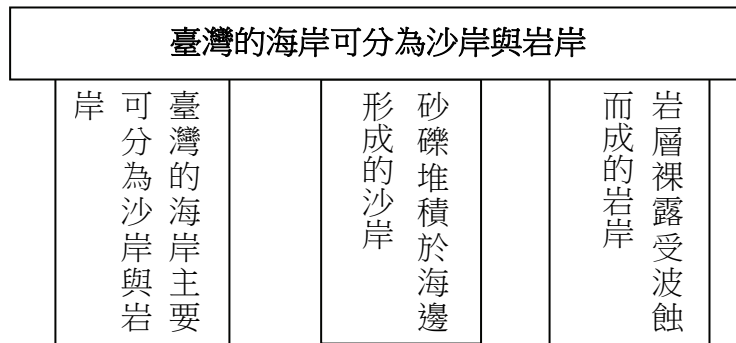 臺灣的海岸可分為沙岸與岩岸
臺灣的海岸主要
可分為沙岸與岩
岸
砂礫堆積於海邊
形成的沙岸
岩層裸露受波蝕
而成的岩岸